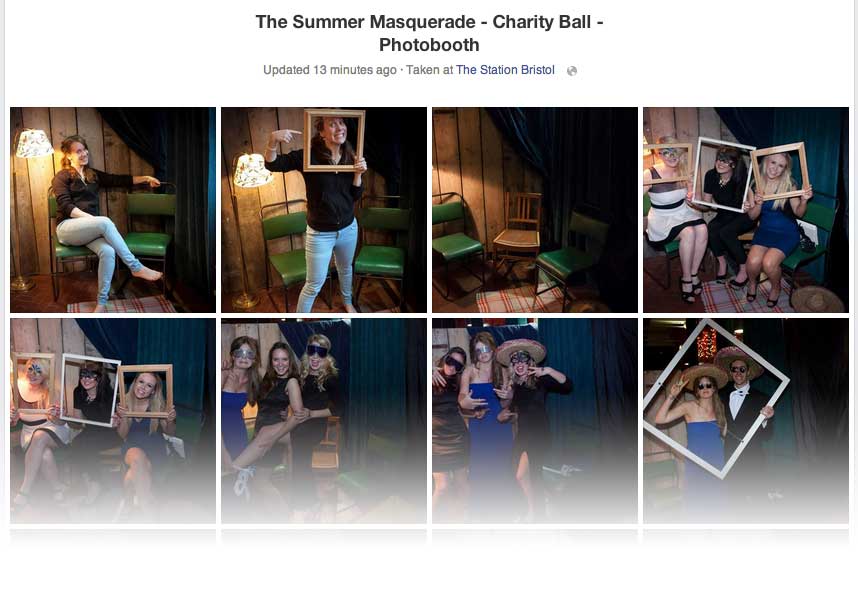 The Summer Masquerade - Charity Ball -
Photobooth
Updated 13 minutes ago · Taken at The Station Bristol